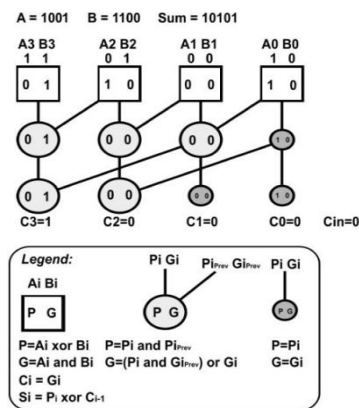 A = 1001 B = 1100 Sum = 10101
A3 B3 A2 B2 A1 B1 A0 B0
1 1 0 1 0 0 1 0
0 1 1 0 0 0 1 0
0 1 0 0 0 0 1 0
0 1 0 0 0 0 1 0
C3=1 C2=0 C1=0 C0=0 Cin=0
Legend:
Pi Gi PiPrev GiPrev Pi Gi
Ai Bi
P G P G P G
P=Ai xor Bi P=Pi and PiPrev P=Pi
G=Ai and Bi G=(Pi and GiPrev) or Gi G=Gi
Ci = Gi
Si = Pi xor Ci-1